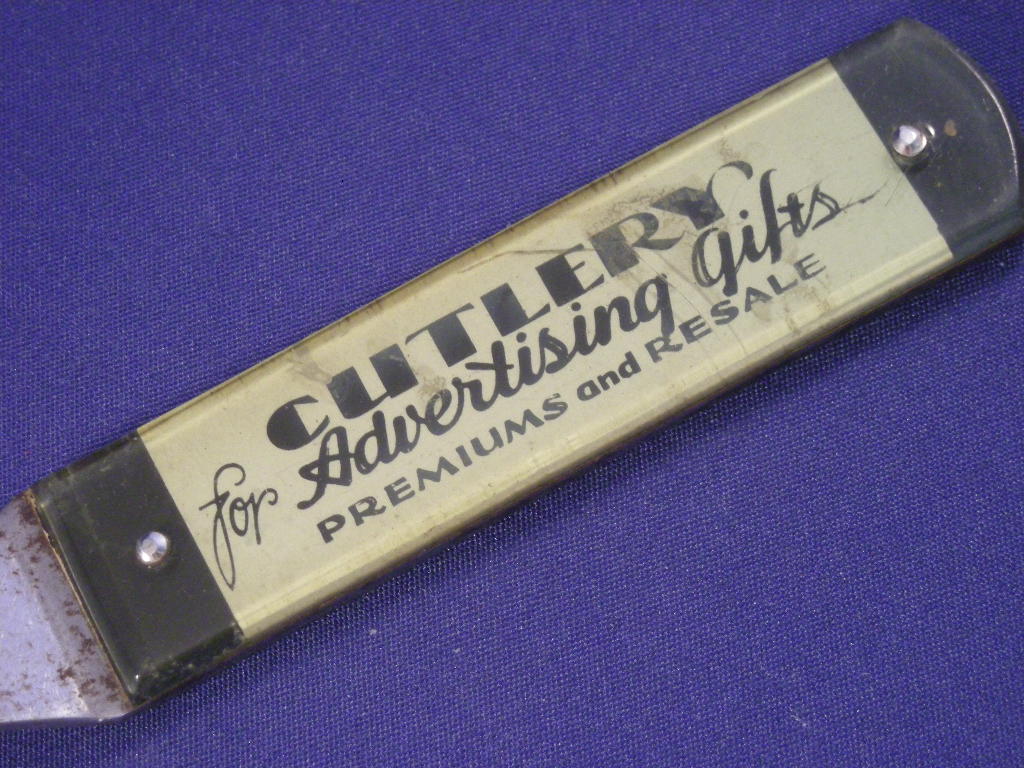 CUTLERY
for Advertising Gifts
PREMIUMS and RESALE